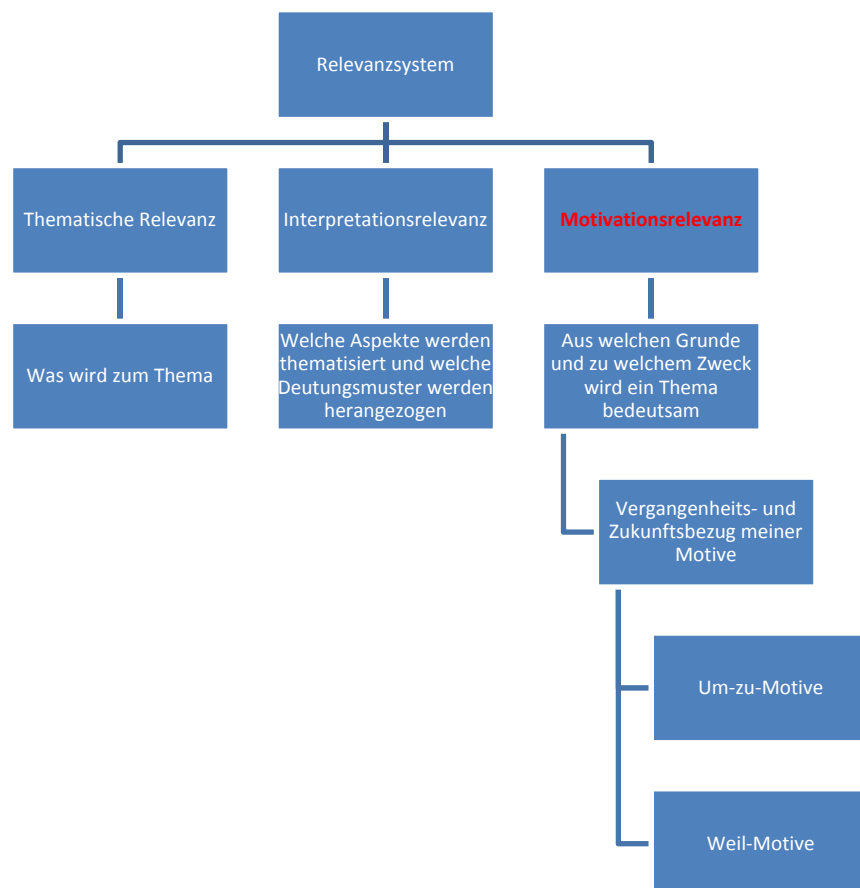 Relevanzsystem
Thematische Relevanz
Interpretationsrelevanz
Motivationsrelevanz
Was wird zum Thema
Welche Aspekte werden
thematisiert und welche
Deutungsmuster werden
herangezogen
Aus welchen Grunde
und zu welchem Zweck
wird ein Thema
bedeutsam
Vergangenheits- und
Zukunftsbezug meiner
Motive
Um-zu-Motive
Weil-Motive